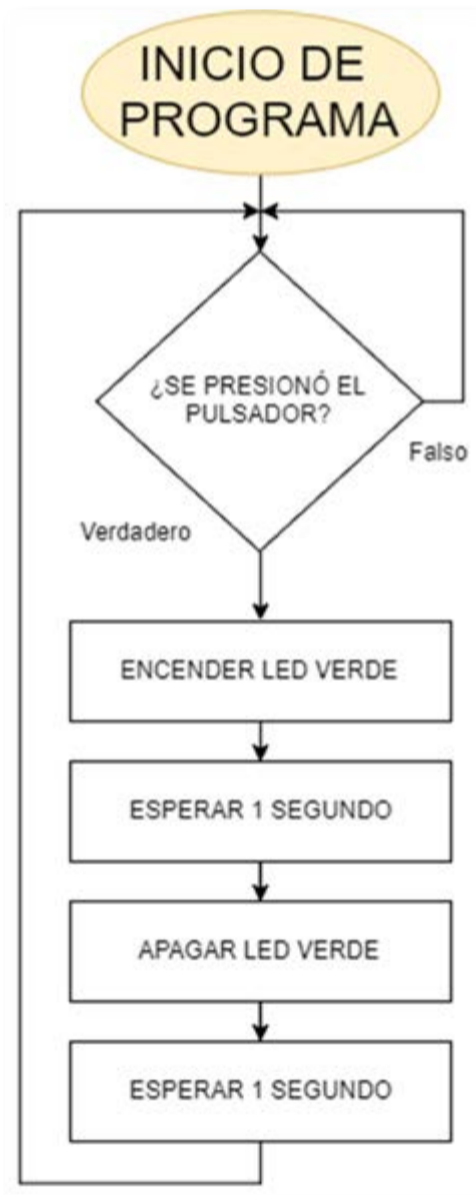 INICIO DE
PROGRAMA
¿SE PRESIONÓ EL
PULSADOR?
Falso
Verdadero
ENCENDER LED VERDE
ESPERAR 1 SEGUNDO
APAGAR LED VERDE
ESPERAR 1 SEGUNDO